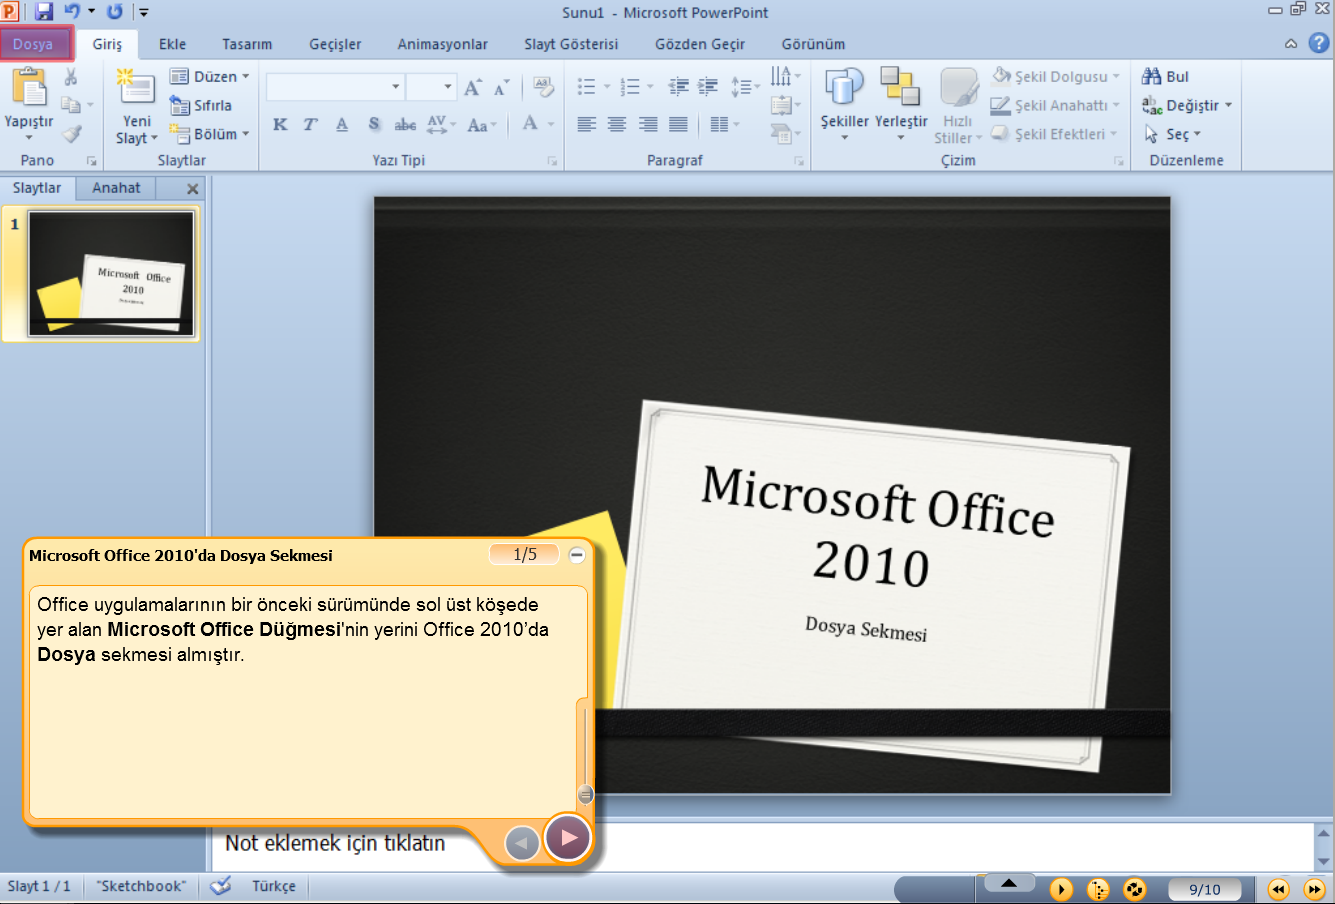 Sunu1 - Microsoft PowerPoint
Dosya Giriş Ekle Tasarım Geçişler Animasyonlar Slayt Gösterisi Gözden Geçir Görünüm
Yapıştır
Pano
Yeni
Slayt
Düzen
Sıfırla
Bölüm
Slaytlar
K T A S abc AV Aa A
Yazı Tipi
Paragraf
Şekiller
Yerleştir
Hızlı
Stiller
Şekil Dolgusu
Şekil Anahattı
Şekil Efektleri
Çizim
Bul
Değiştir
Seç
Düzenleme
Slaytlar Anahat
1
Microsoft Office
2010
Microsoft Office
2010
Dosya Sekmesi
Microsoft Office 2010'da Dosya Sekmesi 1/5
Office uygulamalarının bir önceki sürümünde sol üst köşede
yer alan Microsoft Office Düğmesi'nin yerini Office 2010’da
Dosya sekmesi almıştır.
Not eklemek için tıklatın
Slayt 1 / 1 "Sketchbook" Türkçe 9/10